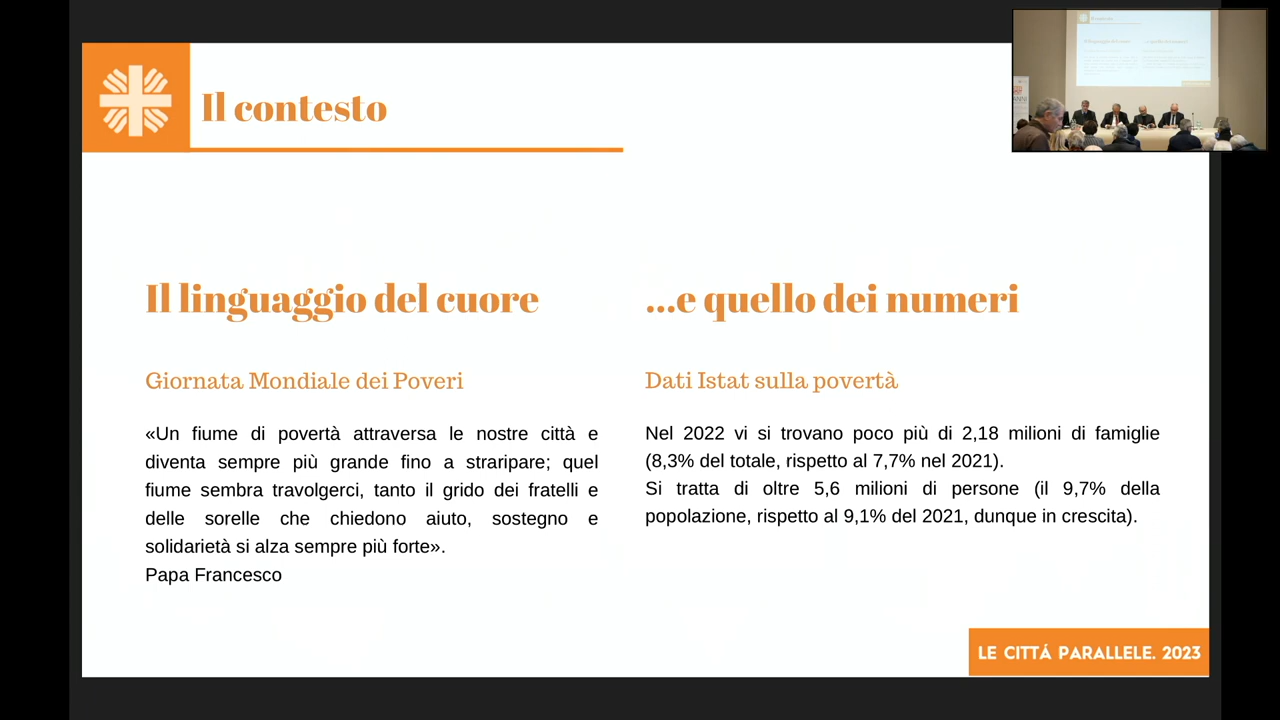 Il contesto
Il linguaggio del cuore
Giornata Mondiale dei Poveri
«Un fiume di povertà attraversa le nostre città e
diventa sempre più grande fino a straripare; quel
fiume sembra travolgerci, tanto il grido dei fratelli e
delle sorelle che chiedono aiuto, sostegno e
solidarietà si alza sempre più forte».
Papa Francesco
...e quello dei numeri
Dati Istat sulla povertà
Nel 2022 vi si trovano poco più di 2,18 milioni di famiglie
(8,3% del totale, rispetto al 7,7% nel 2021).
Si tratta di oltre 5,6 milioni di persone (il 9,7% della
popolazione, rispetto al 9,1% del 2021, dunque in crescita).
LE CITTÁ PARALLELE. 2023